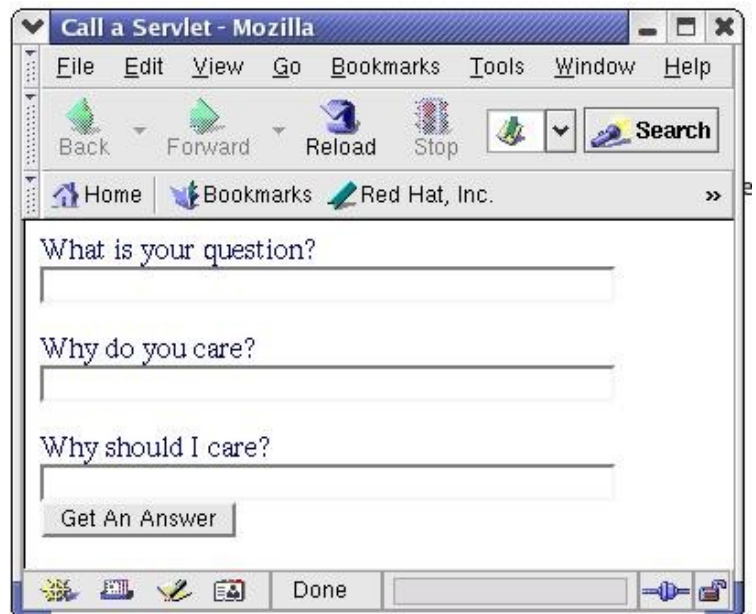 Call a Servlet - Mozilla
File Edit View Go Bookmarks Tools Window Help
Back Forward Reload Stop Search
Home Bookmarks Red Hat, Inc. »
e
What is your question?
Why do you care?
Why should I care?
Get An Answer
Done